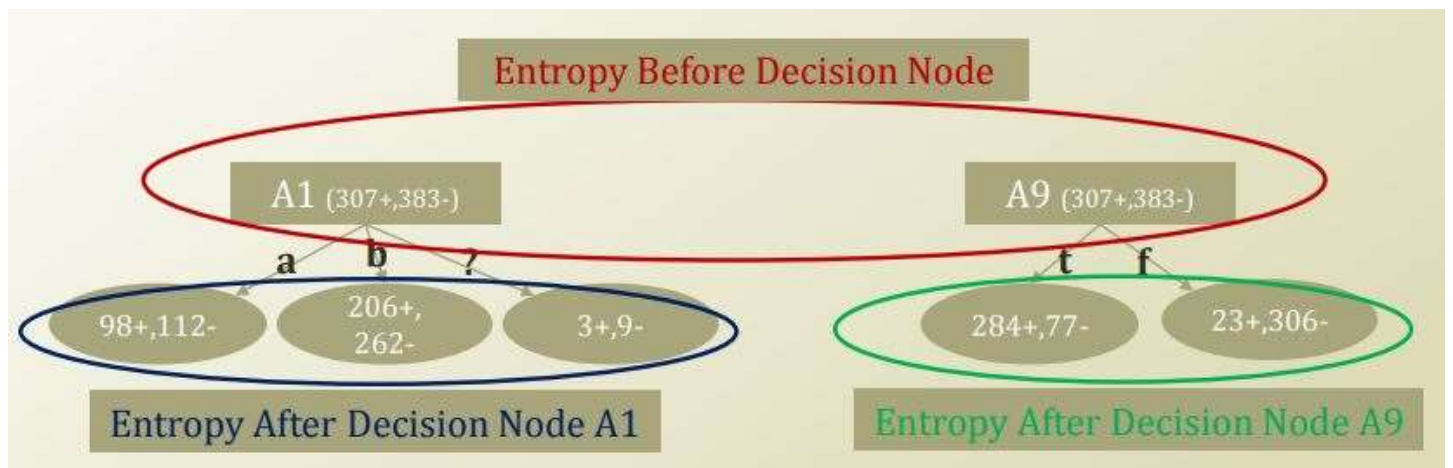 Entropy Before Decision Node
A1 (307+,383-)
A9 (307+,383-)
a
b
?
t
f
98+,112-
206+,
262-
3+,9-
284+,77-
23+,306-
Entropy After Decision Node A1
Entropy After Decision Node A9